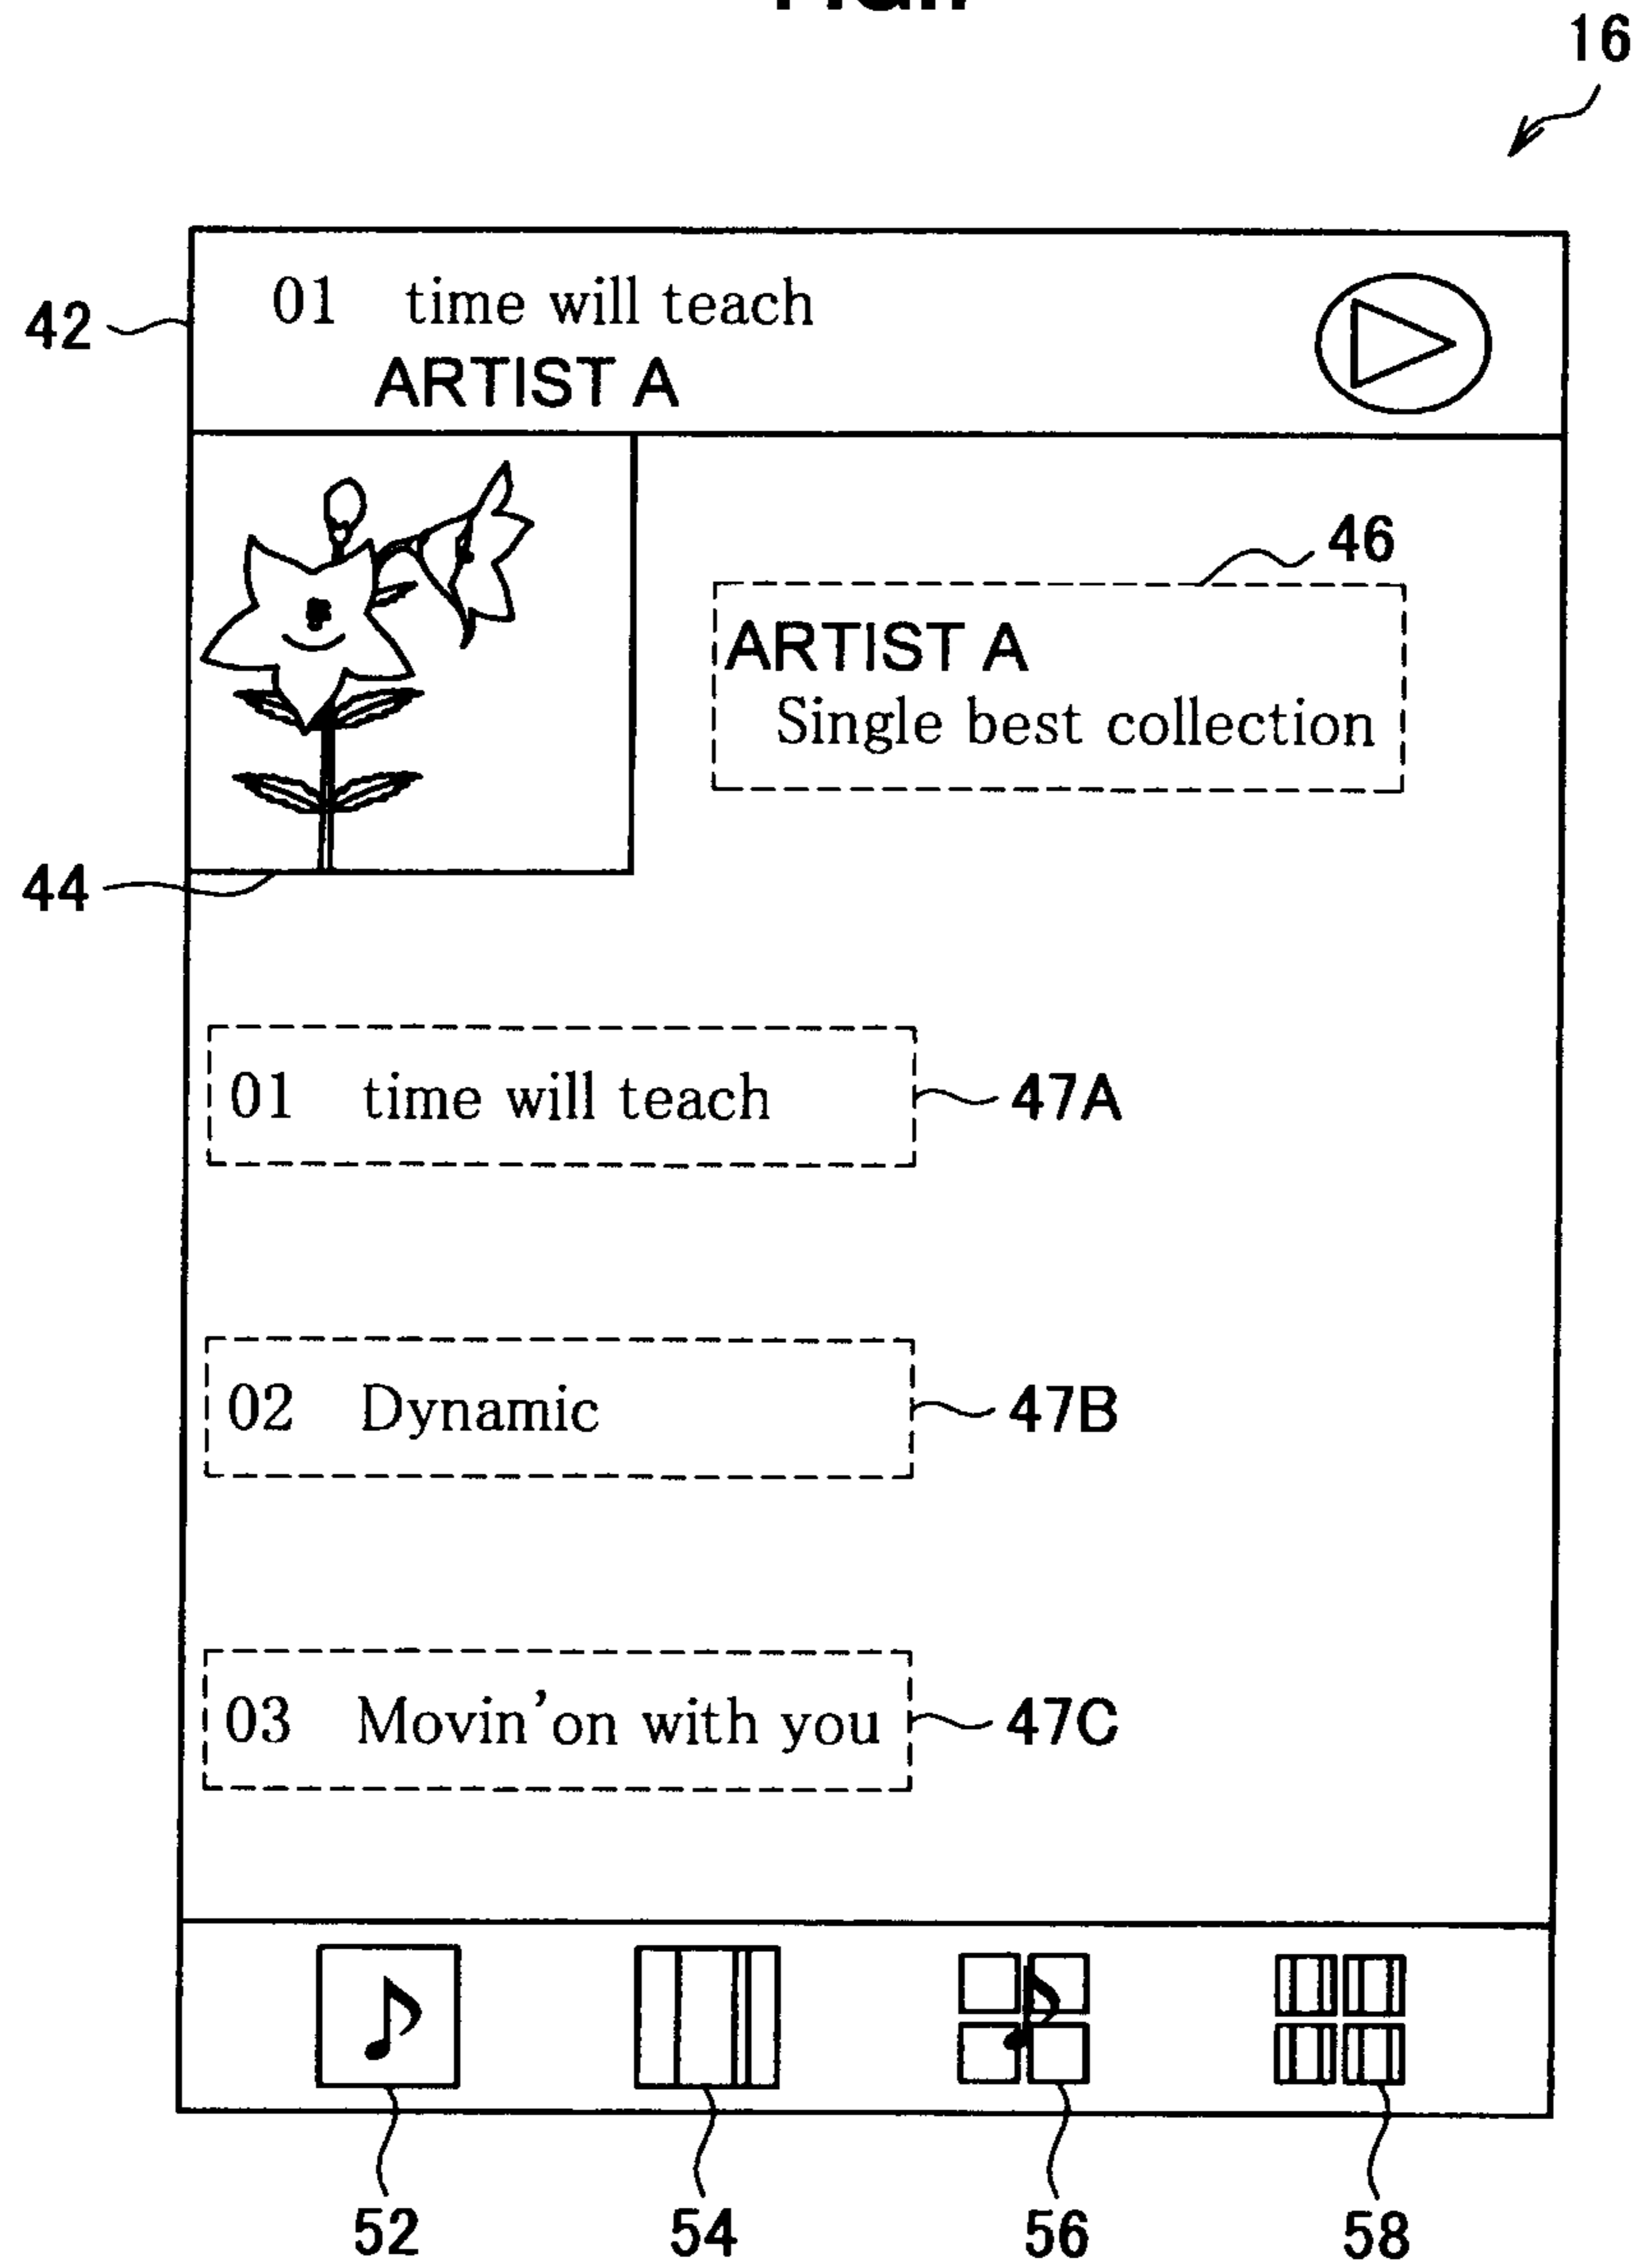 16
42
01 time will teach
ARTIST A
46
ARTIST A
Single best collection
44
01 time will teach
47A
02 Dynamic
47B
03 Movin'on with you
47C
52 54 56 58